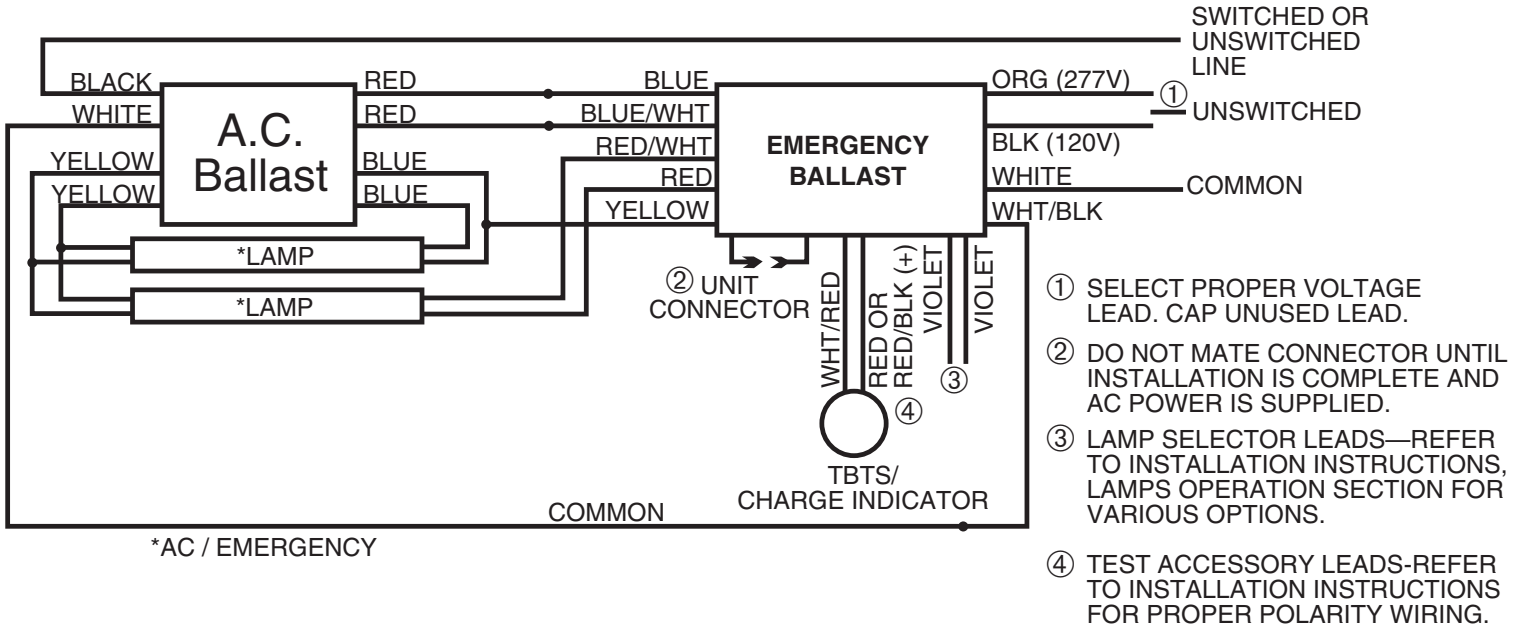 SWITCHED OR
UNSWITCHED
LINE
BLACK
RED
BLUE
ORG (277V)
①
WHITE
RED
BLUE/WHT
UNSWITCHED
A.C.
Ballast
EMERGENCY
BALLAST
BLK (120V)
RED/WHT
YELLOW
BLUE
RED
WHITE
COMMON
YELLOW
BLUE
YELLOW
WHT/BLK
*LAMP
*LAMP
② UNIT
CONNECTOR
WHT/RED
RED OR
RED/BLK (+)
VIOLET
VIOLET
③
④
TBTS/
CHARGE INDICATOR
COMMON
*AC / EMERGENCY
① SELECT PROPER VOLTAGE
LEAD. CAP UNUSED LEAD.
② DO NOT MATE CONNECTOR UNTIL
INSTALLATION IS COMPLETE AND
AC POWER IS SUPPLIED.
③ LAMP SELECTOR LEADS—REFER
TO INSTALLATION INSTRUCTIONS,
LAMPS OPERATION SECTION FOR
VARIOUS OPTIONS.
④ TEST ACCESSORY LEADS-REFER
TO INSTALLATION INSTRUCTIONS
FOR PROPER POLARITY WIRING.